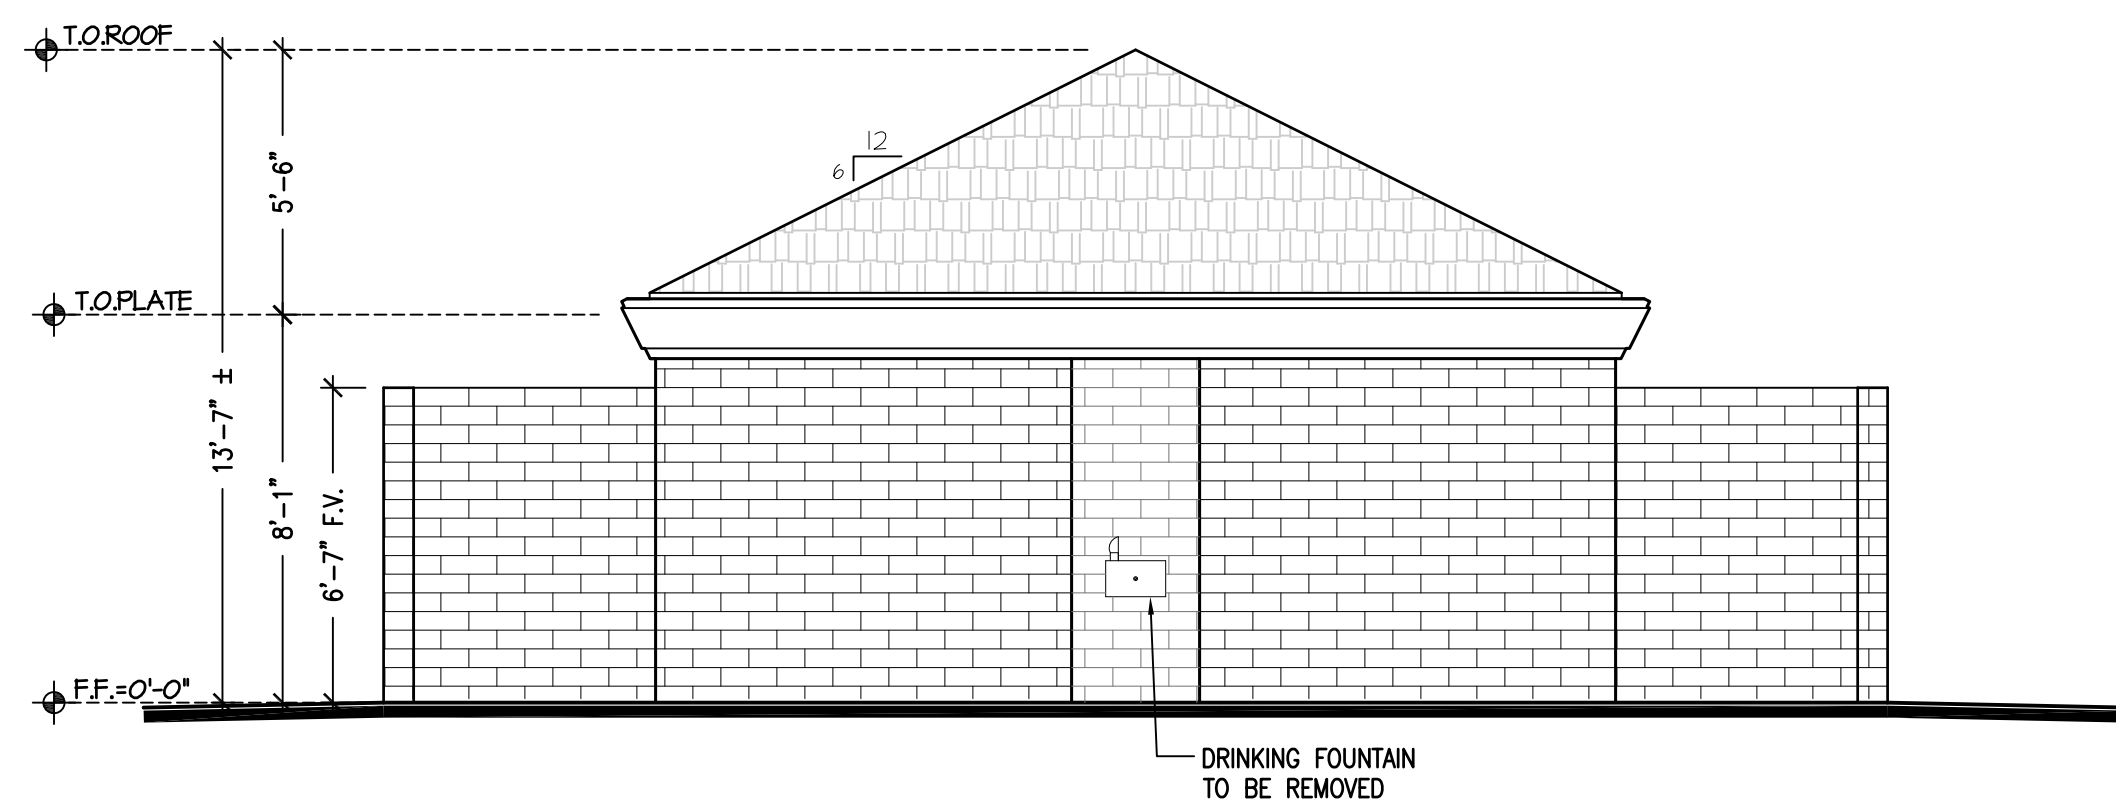 T.O.ROOF
12
6
5'-6"
T.O.PLATE
13'-7" ±
8'-1"
6'-7" F.V.
F.F.=0'-0"
DRINKING FOUNTAIN
TO BE REMOVED